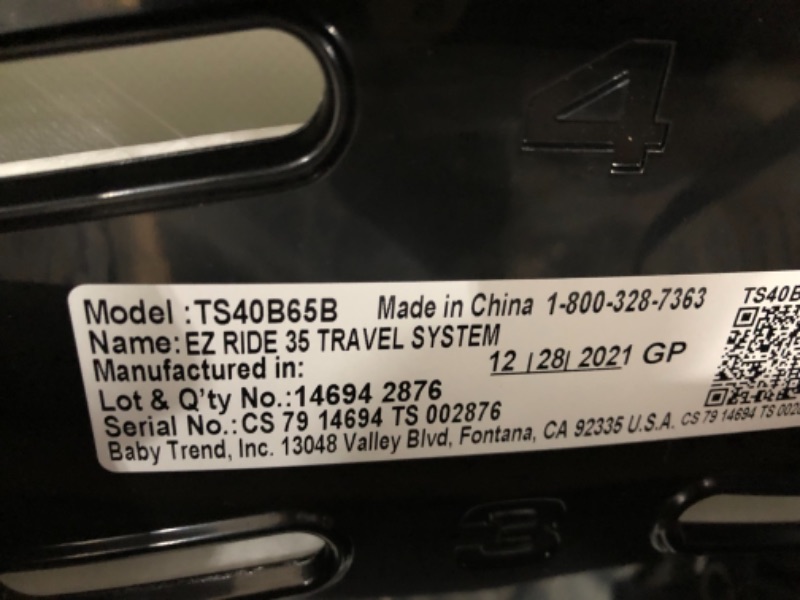 4
Model :TS40B65B Made in China 1-800-328-7363
Name: EZ RIDE 35 TRAVEL SYSTEM
Manufactured in: 12 |28| 2021 GP
Lot & Q'ty No.:14694 2876
Serial No.:CS 79 14694 TS 002876
Baby Trend, Inc. 13048 Valley Blvd, Fontana, CA 92335 U.S.A.
TS40B
CS 79 14694 TS 002
3